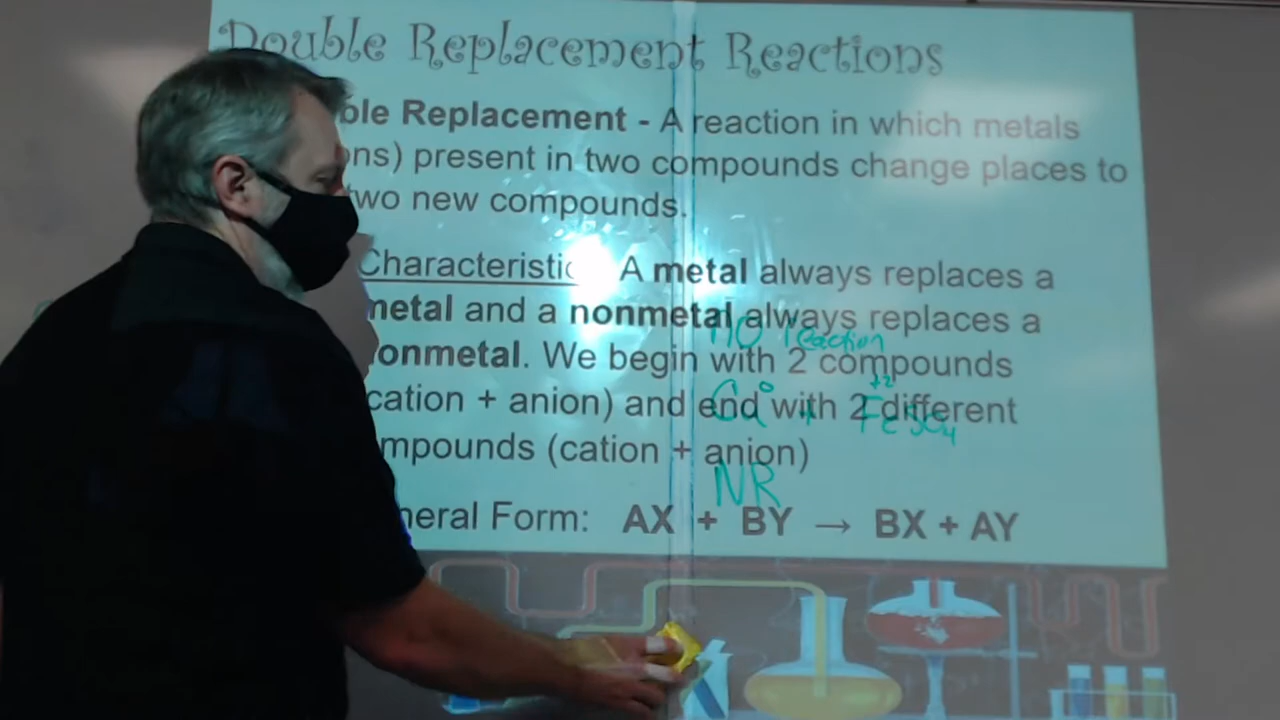 Double Replacement Reactions
ble Replacement - A reaction in which metals
ons) present in two compounds change places to
two new compounds.
Characteristic A metal always replaces a
metal and a nonmetal always replaces a
no reaction
onmetal. We begin with 2 compounds
+2
cation + anion) and end with 2 different
+ FeSO4
mpounds (cation + anion)
NR
neral Form: AX + BY → BX + AY